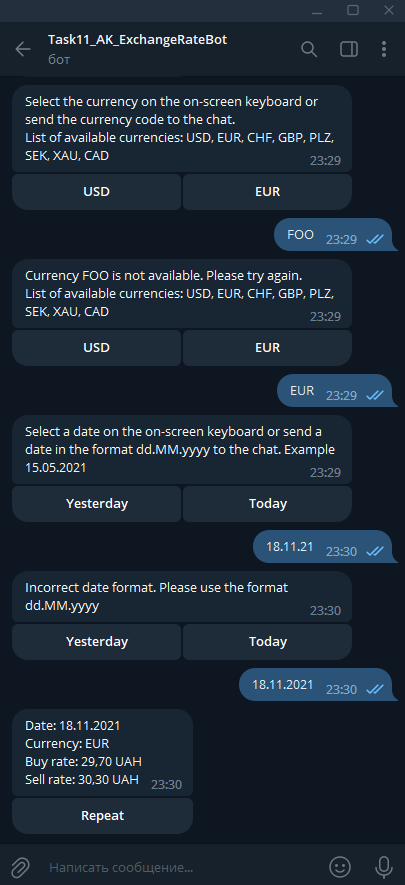 Task11_AK_ExchangeRateBot
бот
Select the currency on the on-screen keyboard or
send the currency code to the chat.
List of available currencies: USD, EUR, CHF, GBP, PLZ,
SEK, XAU, CAD
23:29
USD EUR
FOO 23:29
Currency FOO is not available. Please try again.
List of available currencies: USD, EUR, CHF, GBP, PLZ,
SEK, XAU, CAD
23:29
USD EUR
EUR 23:29
Select a date on the on-screen keyboard or send a
date in the format dd.MM.yyyy to the chat. Example
15.05.2021
23:29
Yesterday Today
18.11.21 23:30
Incorrect date format. Please use the format
dd.MM.yyyy
23:30
Yesterday Today
18.11.2021 23:30
Date: 18.11.2021
Currency: EUR
Buy rate: 29,70 UAH
Sell rate: 30,30 UAH 23:30
Repeat
Написать сообщение...